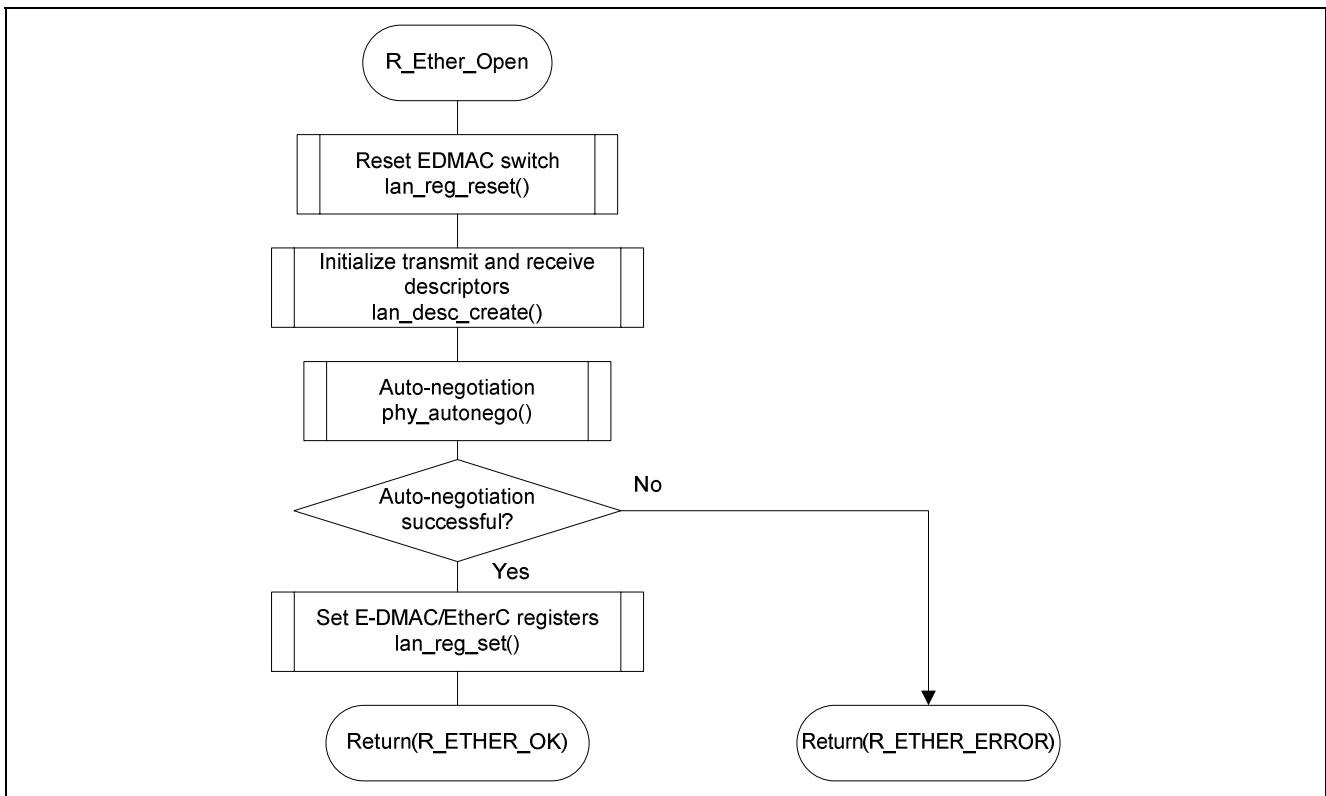 R_Ether_Open
Reset EDMAC switch
lan_reg_reset()
Initialize transmit and receive
descriptors
lan_desc_create()
Auto-negotiation
phy_autonego()
Auto-negotiation
successful?
No
Yes
Set E-DMAC/EtherC registers
lan_reg_set()
Return(R_ETHER_OK)
Return(R_ETHER_ERROR)